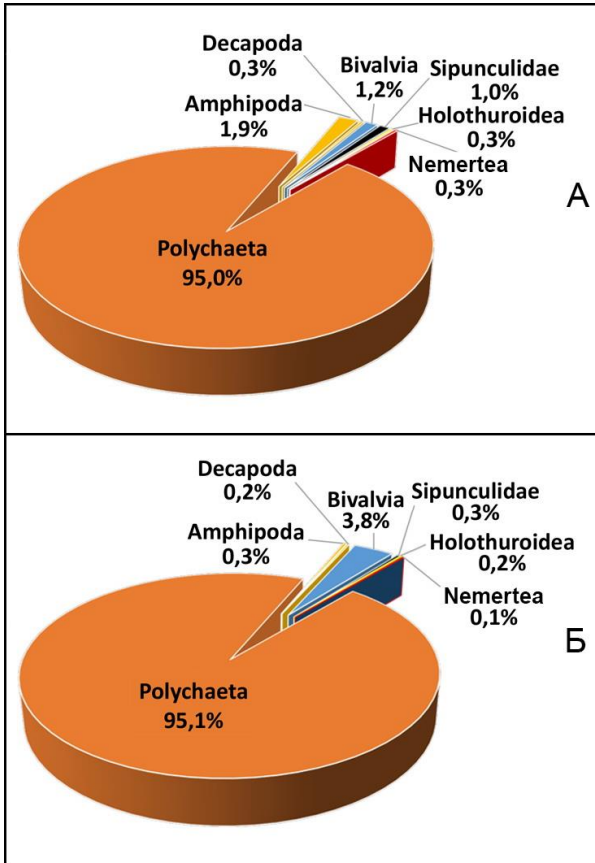 Decapoda
0,3%
Bivalvia
1,2%
Sipunculidae
1,0%
Amphipoda
1,9%
Holothuroidea
0,3%
Nemertea
0,3%
А
Polychaeta
95,0%
Decapoda
0,2%
Bivalvia
3,8%
Sipunculidae
0,3%
Amphipoda
0,3%
Holothuroidea
0,2%
Nemertea
0,1%
Б
Polychaeta
95,1%